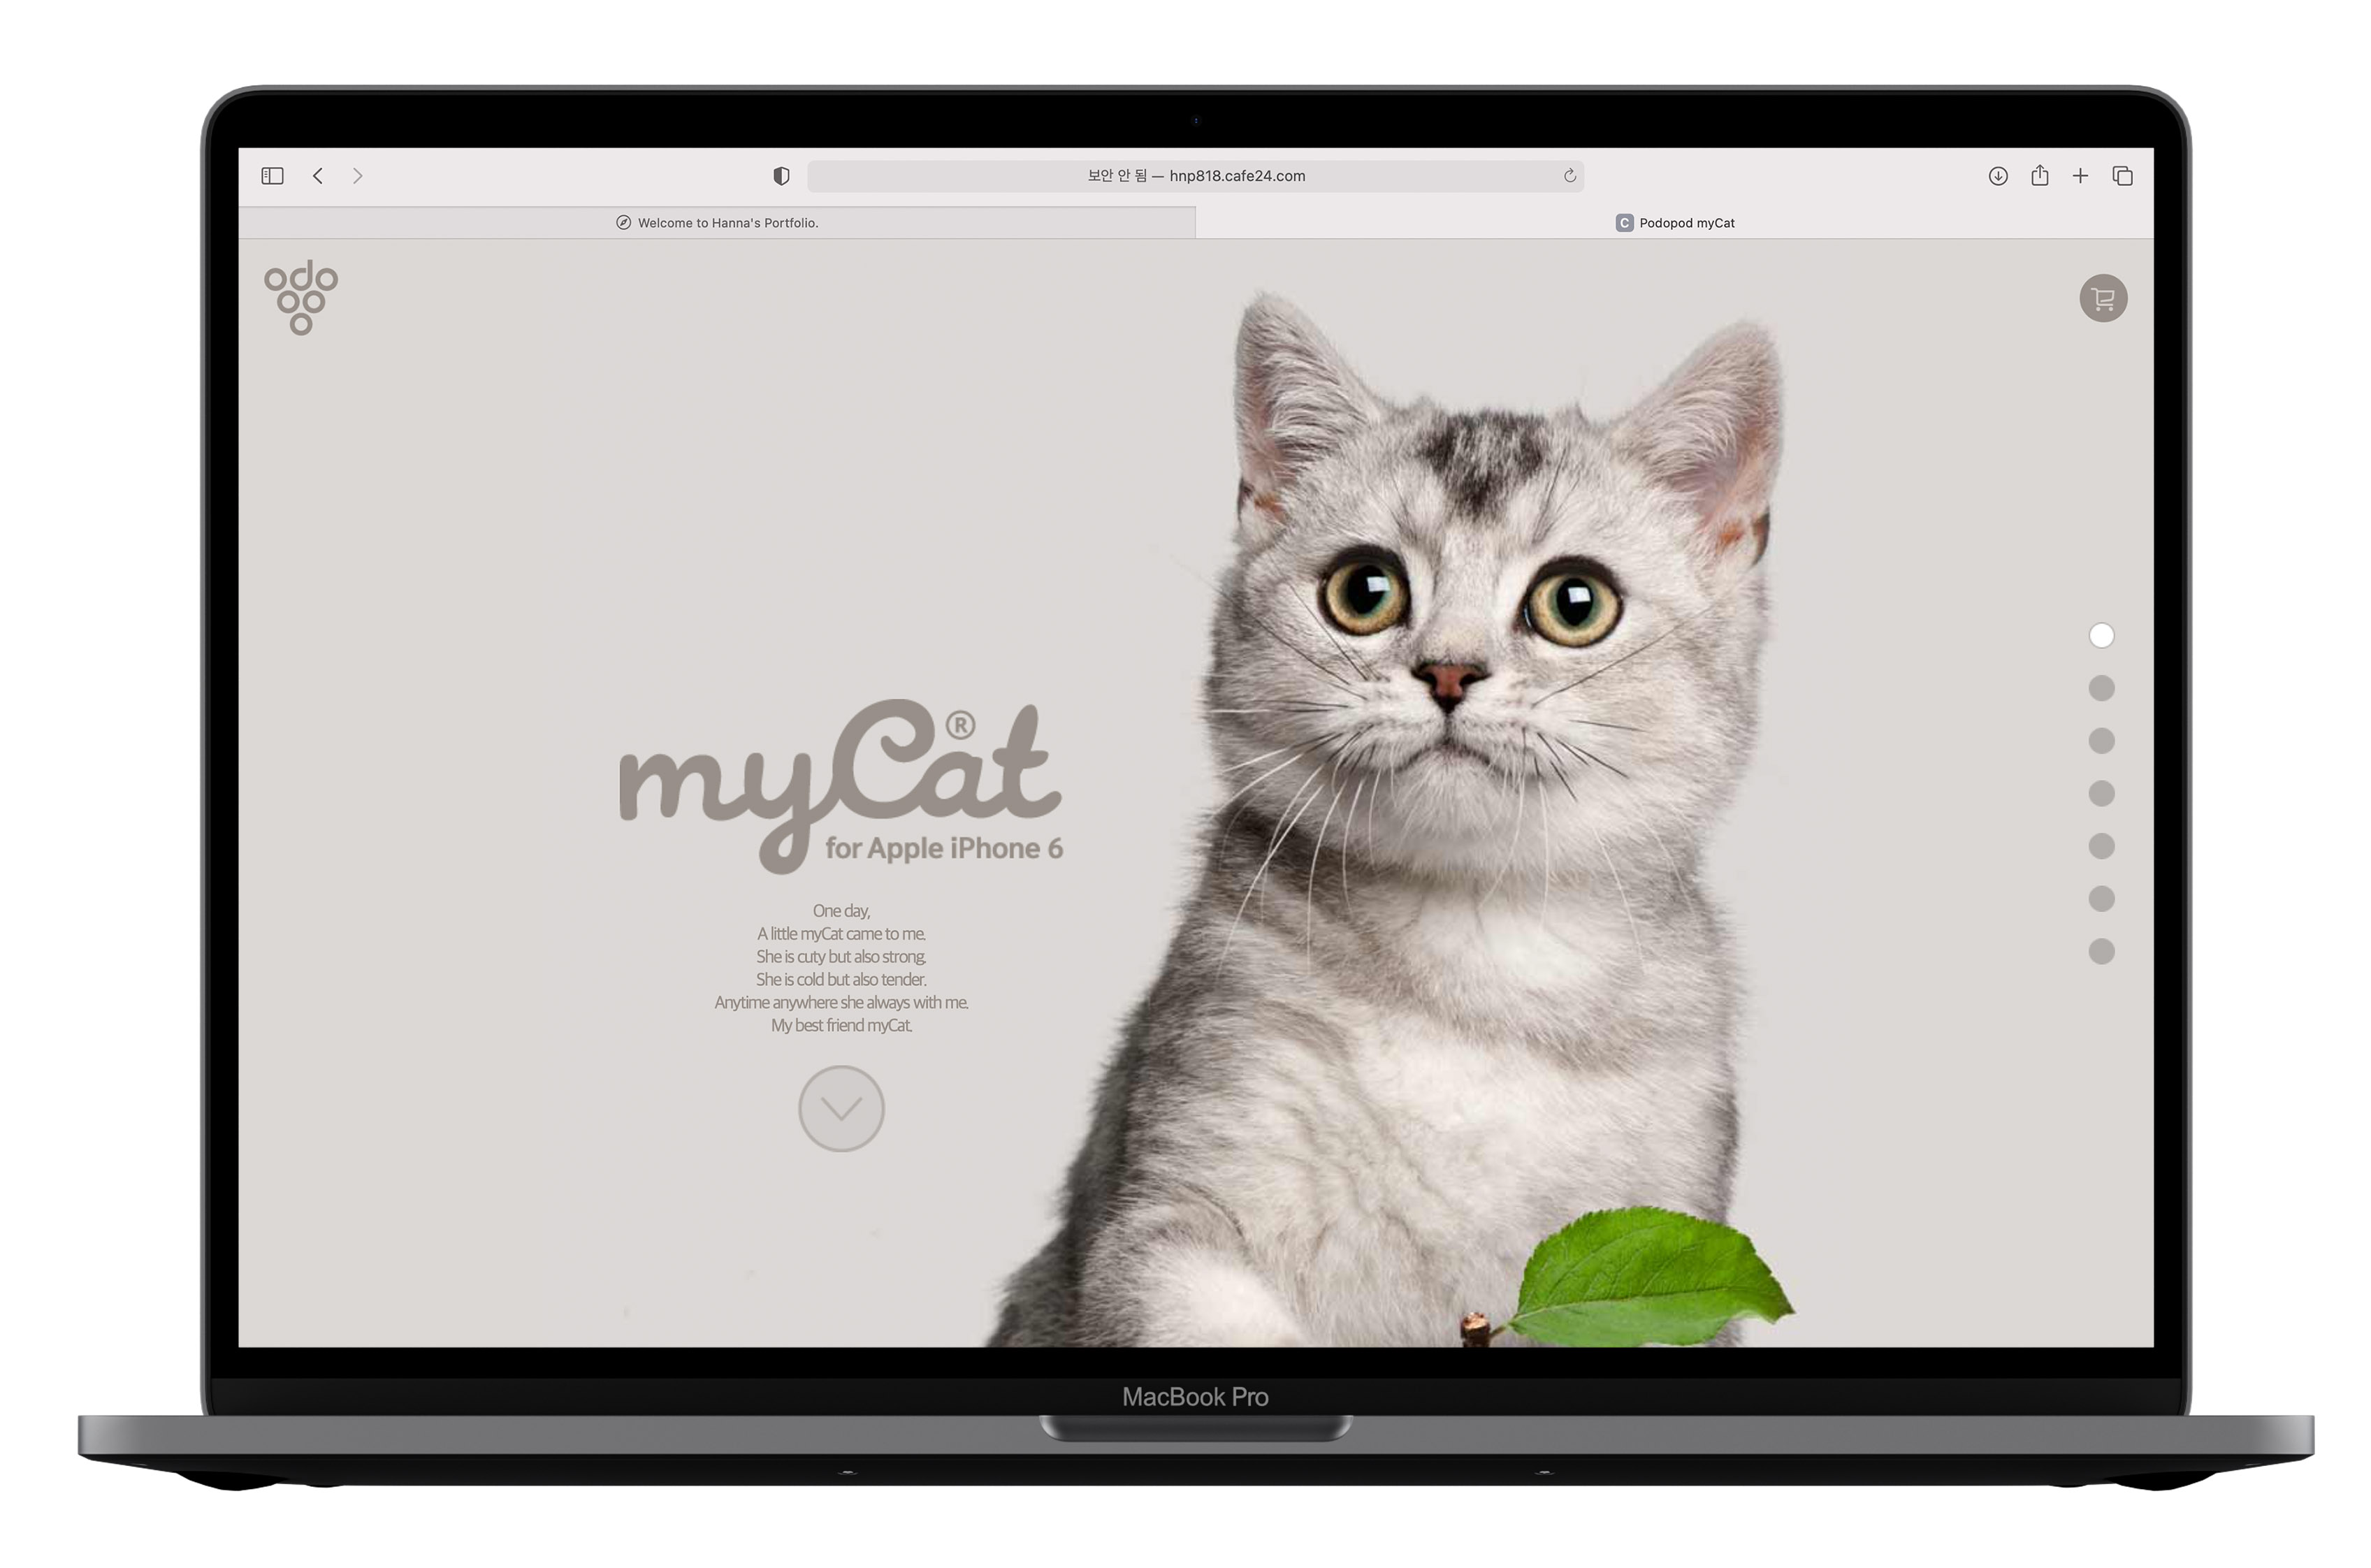 보안 안 됨 — hnp818.cafe24.com
Welcome to Hanna's Portfolio.
C Podopod myCat
odo
oo
o
myCat®
for Apple iPhone 6
One day,
A little myCat came to me.
She is cuty but also strong.
She is cold but also tender.
Anytime anywhere she always with me.
My best friend myCat.
MacBook Pro